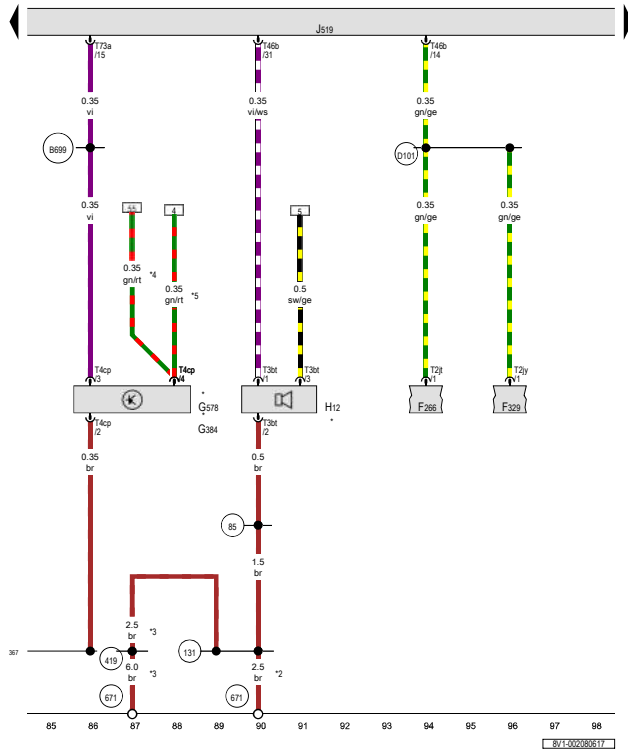 J519
T73a
/15
T46b
/31
T46b
/14
0.35
vi
0.35
vi/ws
0.35
gn/ge
B699
D101
0.35
vi
44
4
5
0.35
gn/ge
0.35
gn/ge
0.35
gn/rt
*4
0.35
gn/rt
*5
0.5
sw/ge
T4cp
/3
T4cp
/4
T3bt
/1
T3bt
/3
T2jt
/1
T2jy
/1
*
G578
*
G384
H12
*
F266
F329
T4cp
/2
T3bt
/2
0.35
br
0.5
br
85
1.5
br
2.5
br
*3
367
419
131
6.0
br
*3
2.5
br
*2
671
671
85 86 87 88 89 90 91 92 93 94 95 96 97 98
8V1-002080617